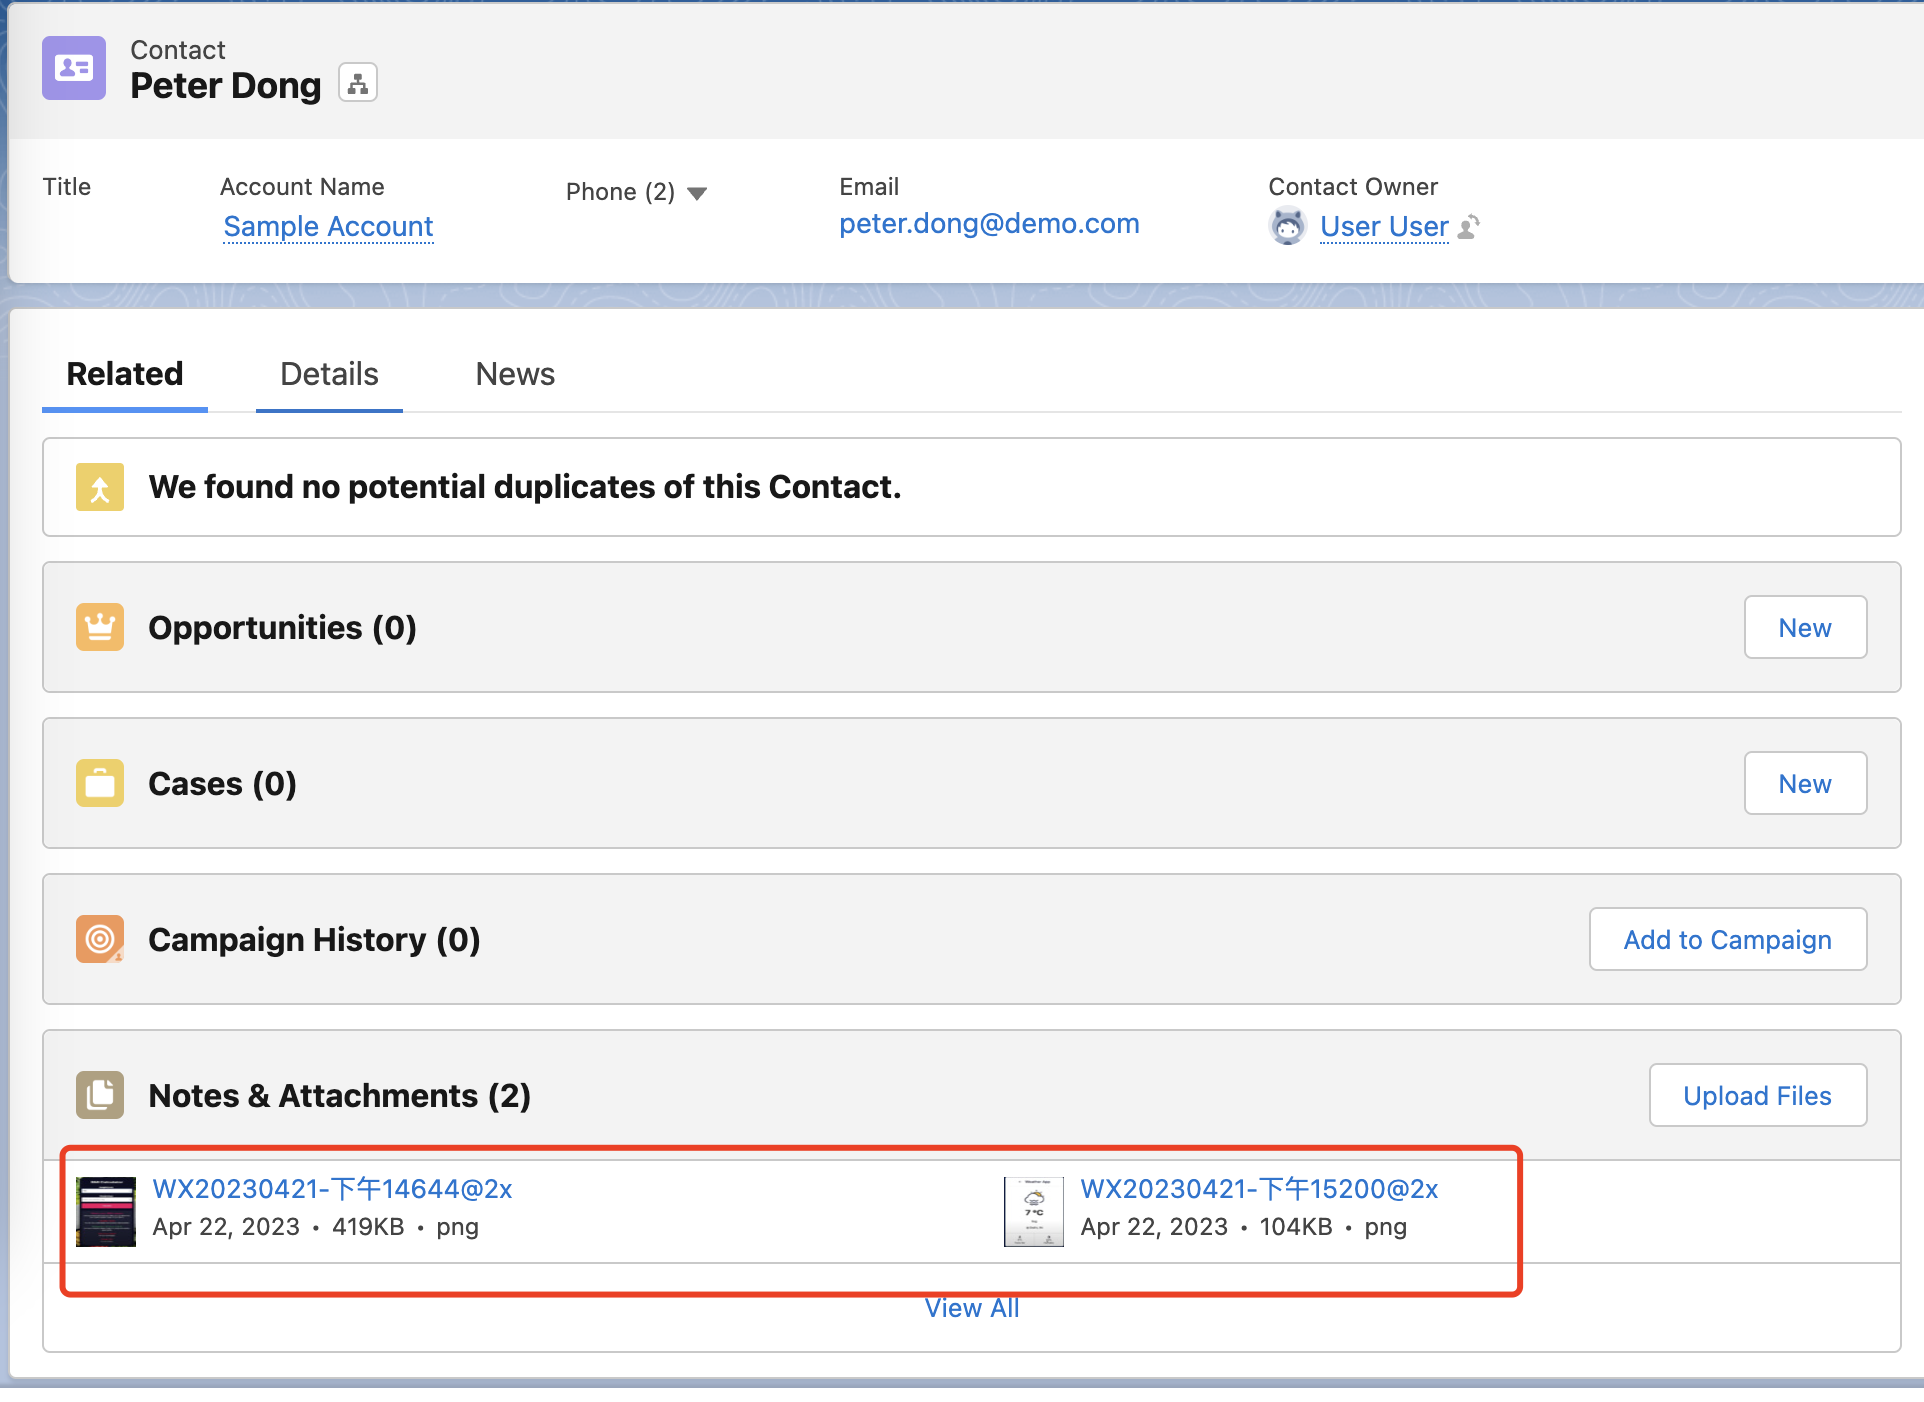 Contact
Peter Dong
Title
Account Name
Phone (2)
Email
Contact Owner
Sample Account
peter.dong@demo.com
User User
Related
Details
News
We found no potential duplicates of this Contact.
Opportunities (0)
New
Cases (0)
New
Campaign History (0)
Add to Campaign
Notes & Attachments (2)
Upload Files
WX20230421-下午14644@2x
Apr 22, 2023 • 419KB • png
7 °C
WX20230421-下午15200@2x
Apr 22, 2023 • 104KB • png
View All